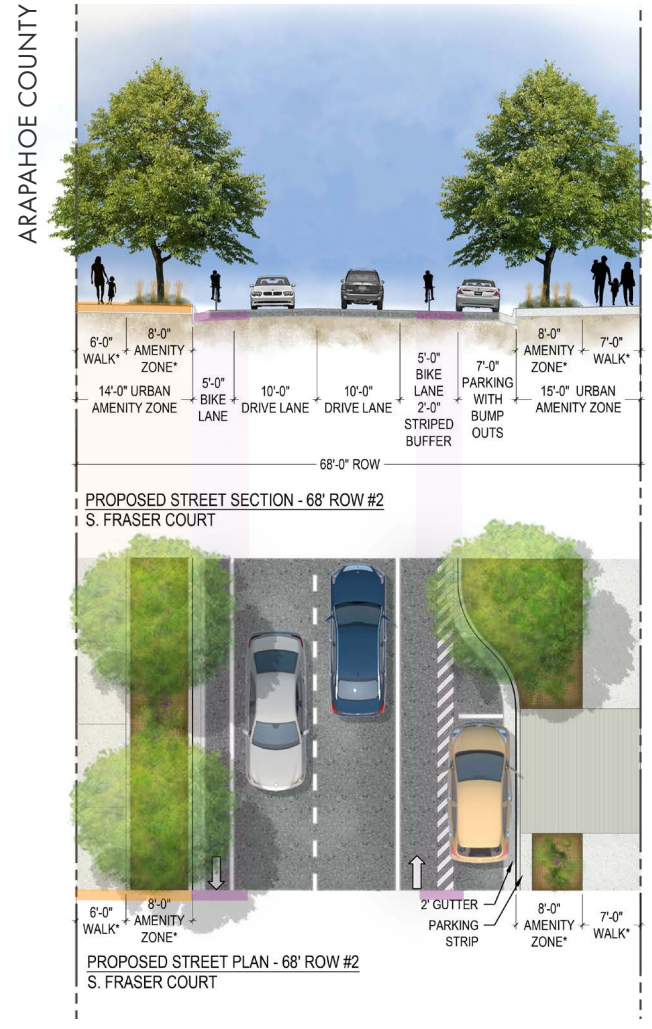 ARAPAHOE COUNTY
6'-0"
WALK*
8'-0"
AMENITY
ZONE*
14'-0" URBAN
AMENITY ZONE
5'-0"
BIKE
LANE
10'-0"
DRIVE LANE
10'-0"
DRIVE LANE
5'-0"
BIKE
LANE
2'-0"
STRIPED
BUFFER
7'-0"
PARKING
WITH
BUMP
OUTS
8'-0"
AMENITY
ZONE*
7'-0"
WALK*
15'-0" URBAN
AMENITY ZONE
68'-0" ROW
PROPOSED STREET SECTION - 68' ROW #2
S. FRASER COURT
6'-0"
WALK*
8'-0"
AMENITY
ZONE*
2' GUTTER
PARKING
STRIP
8'-0"
AMENITY
ZONE*
7'-0"
WALK*
PROPOSED STREET PLAN - 68' ROW #2
S. FRASER COURT